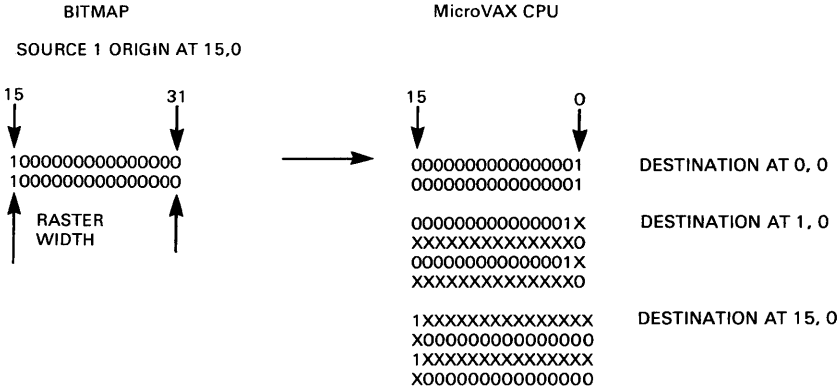 BITMAP
MicroVAX CPU
SOURCE 1 ORIGIN AT 15,0
15 31
15 0
1000000000000000
1000000000000000
RASTER
WIDTH
0000000000000001 DESTINATION AT 0, 0
0000000000000001
000000000000001X DESTINATION AT 1, 0
XXXXXXXXXXXXXXX0
000000000000001X
XXXXXXXXXXXXXXX0
1XXXXXXXXXXXXXXX DESTINATION AT 15, 0
X000000000000000
1XXXXXXXXXXXXXXX
X000000000000000